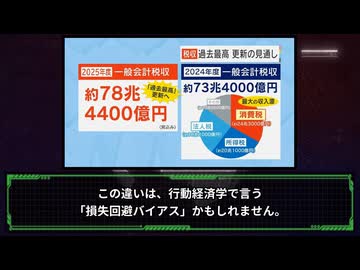 2025年度 一般会計税収
約78兆
「過去最高」
更新へ
4400億円
(見込み)
税収 過去最高 更新の見通し
2024年度 一般会計税収
約73兆4000億円
最大の収入源
消費税
法人税
所得税
この違いは、行動経済学で言う
「損失回避バイアス」かもしれません。